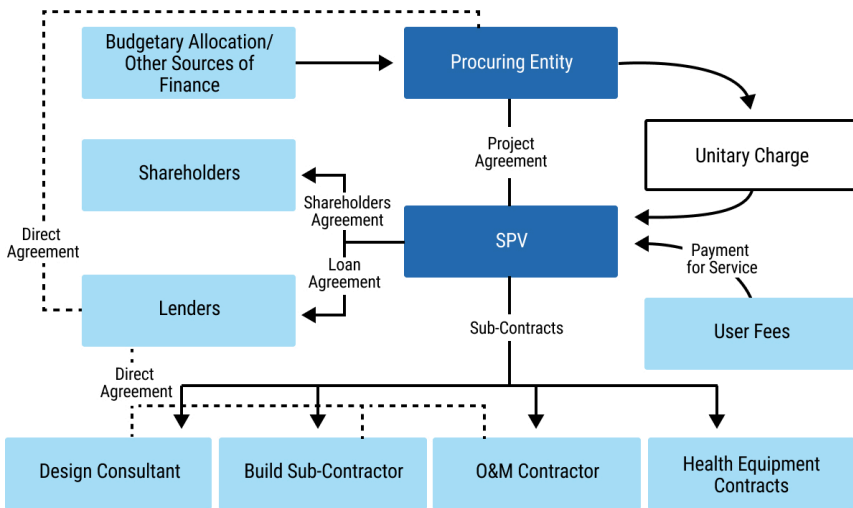 Budgetary Allocation/
Other Sources of
Finance
Procuring Entity
Project
Agreement
Unitary Charge
Shareholders
Shareholders
Agreement
SPV
Direct
Agreement
Loan
Agreement
Payment
for Service
Lenders
Sub-Contracts
User Fees
Direct
Agreement
Design Consultant
Build Sub-Contractor
O&M Contractor
Health Equipment
Contracts